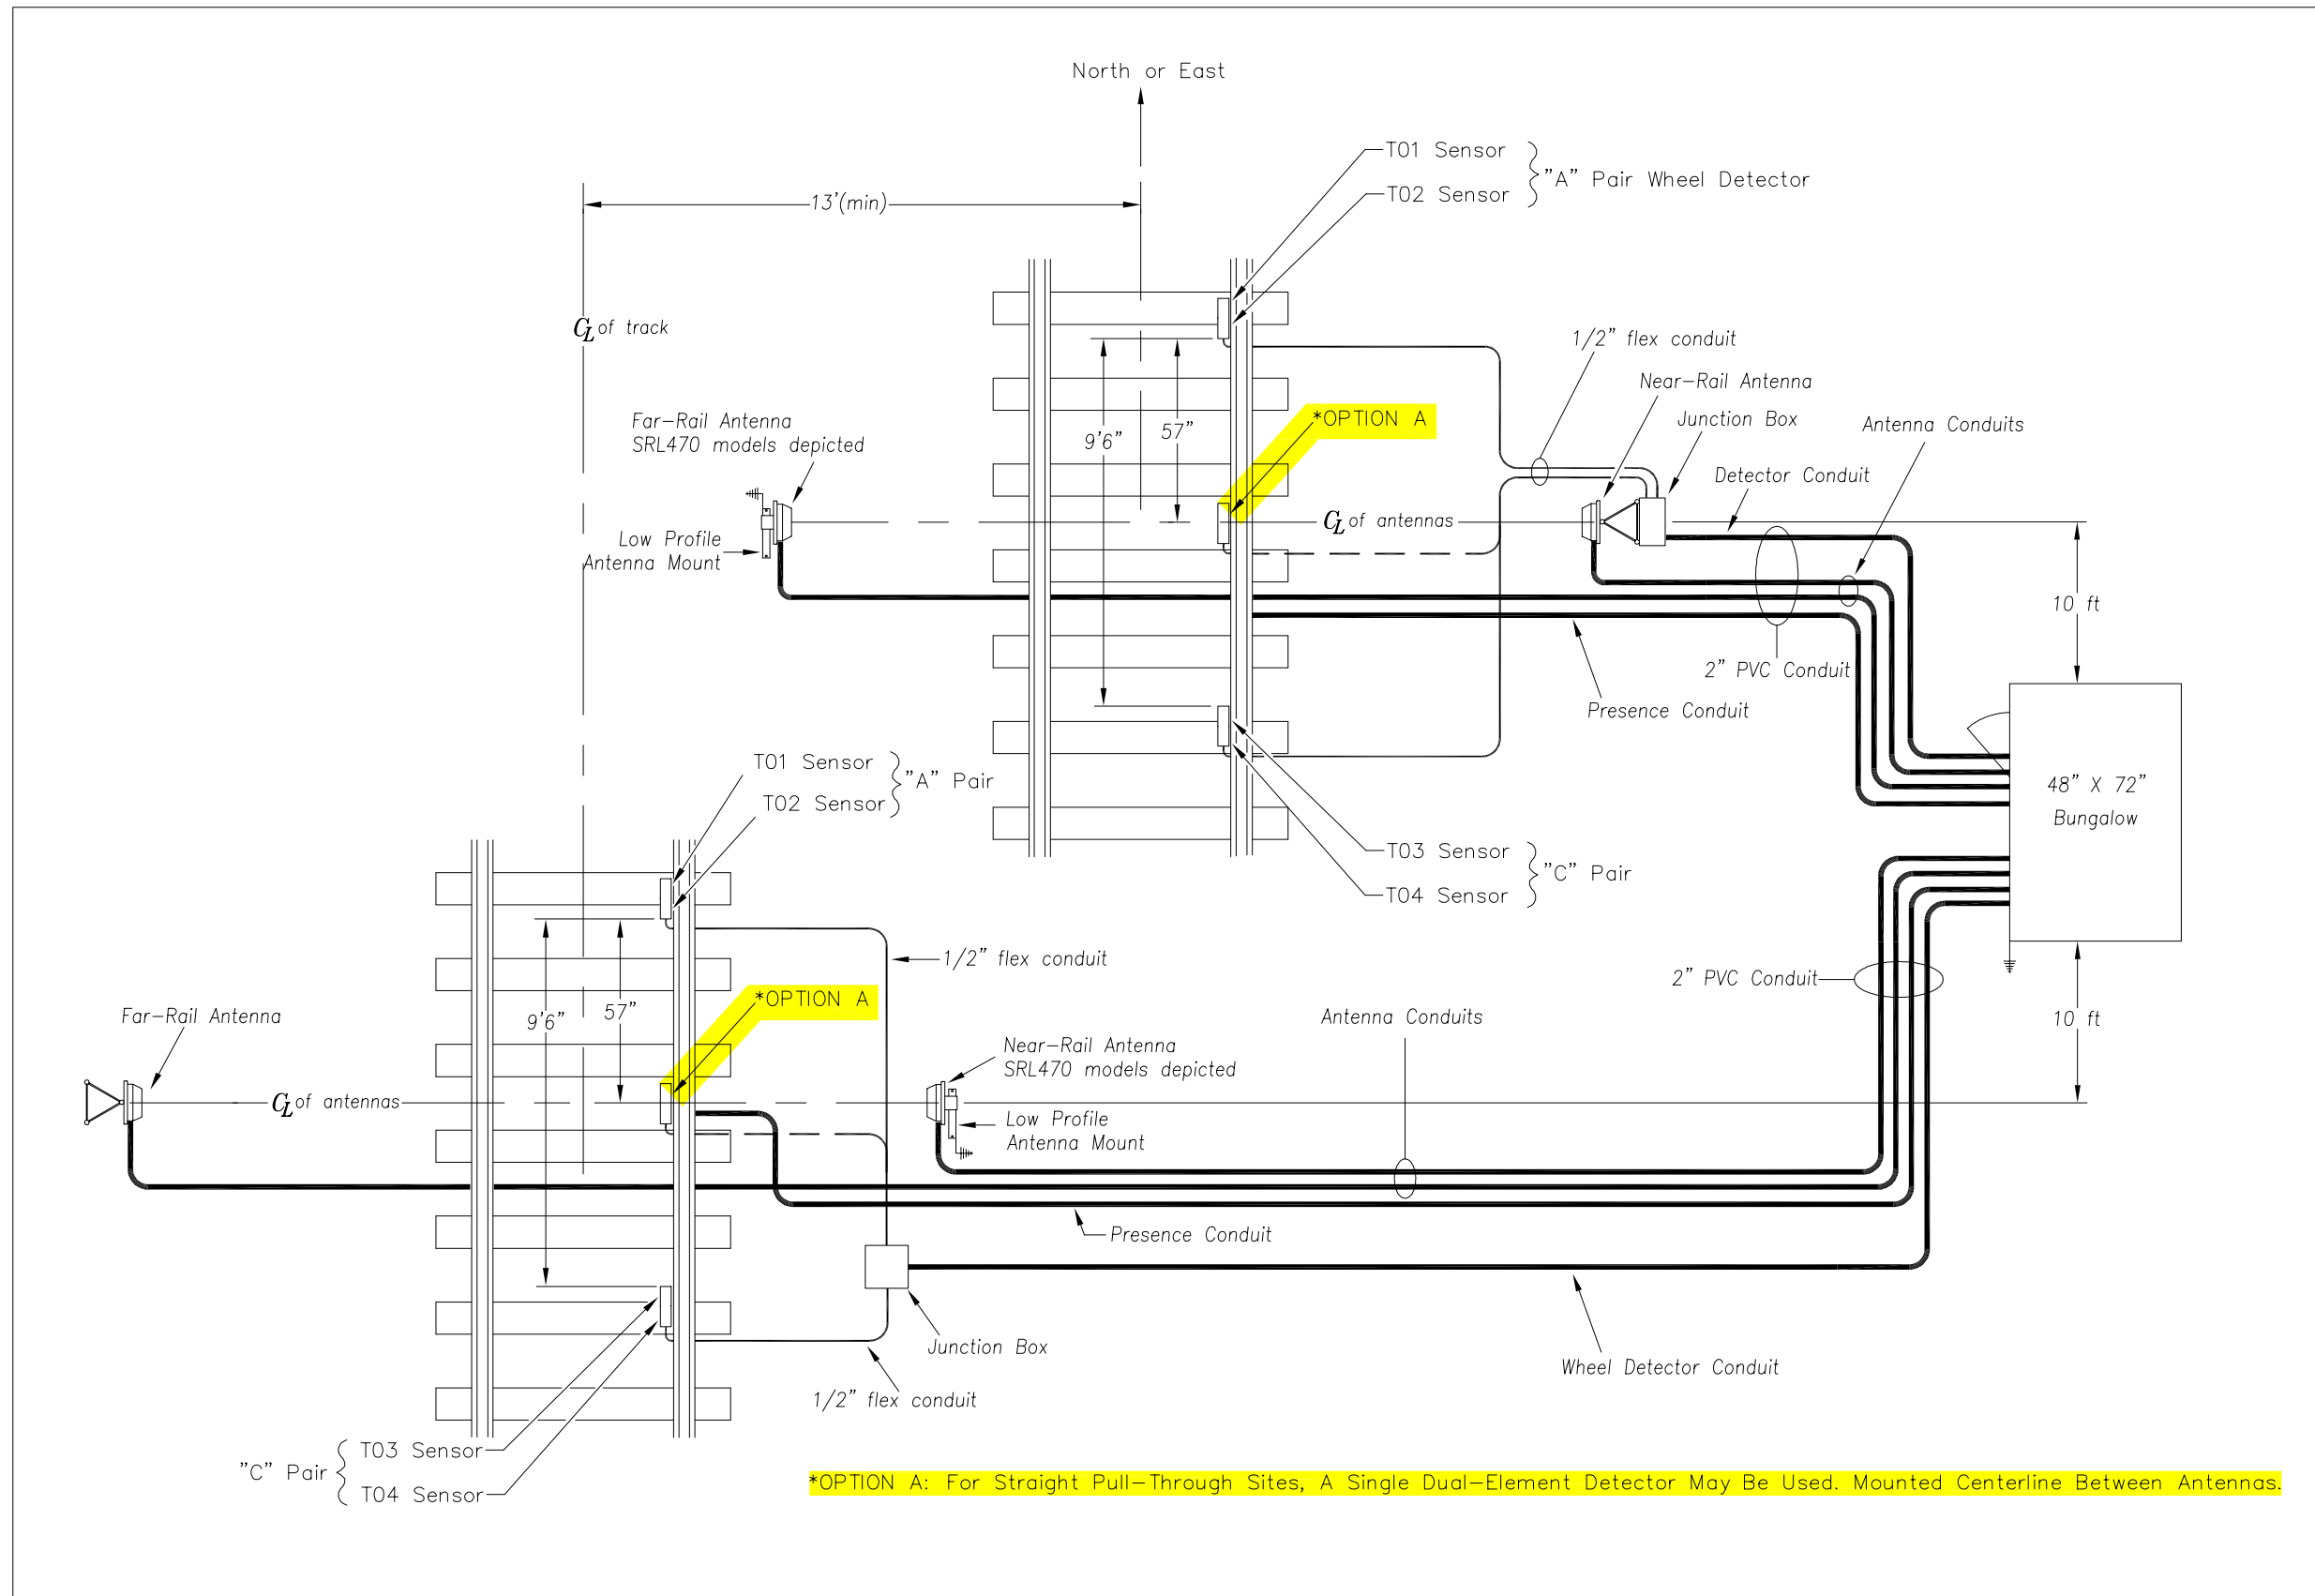 North or East
T01 Sensor
T02 Sensor
"A" Pair Wheel Detector
13'(min)
CL of track
1/2" flex conduit
Near-Rail Antenna
Junction Box
Antenna Conduits
*OPTION A
Far-Rail Antenna
SRL470 models depicted
9'6"
57"
Detector Conduit
Low Profile
Antenna Mount
CL of antennas
10 ft
2" PVC Conduit
Presence Conduit
T01 Sensor
T02 Sensor
"A" Pair
48" X 72"
Bungalow
T03 Sensor
T04 Sensor
"C" Pair
1/2" flex conduit
2" PVC Conduit
*OPTION A
9'6"
57"
Far-Rail Antenna
Antenna Conduits
10 ft
Near-Rail Antenna
SRL470 models depicted
CL of antennas
Low Profile
Antenna Mount
Presence Conduit
Junction Box
Wheel Detector Conduit
1/2" flex conduit
"C" Pair
T03 Sensor
T04 Sensor
*OPTION A: For Straight Pull-Through Sites, A Single Dual-Element Detector May Be Used. Mounted Centerline Between Antennas.